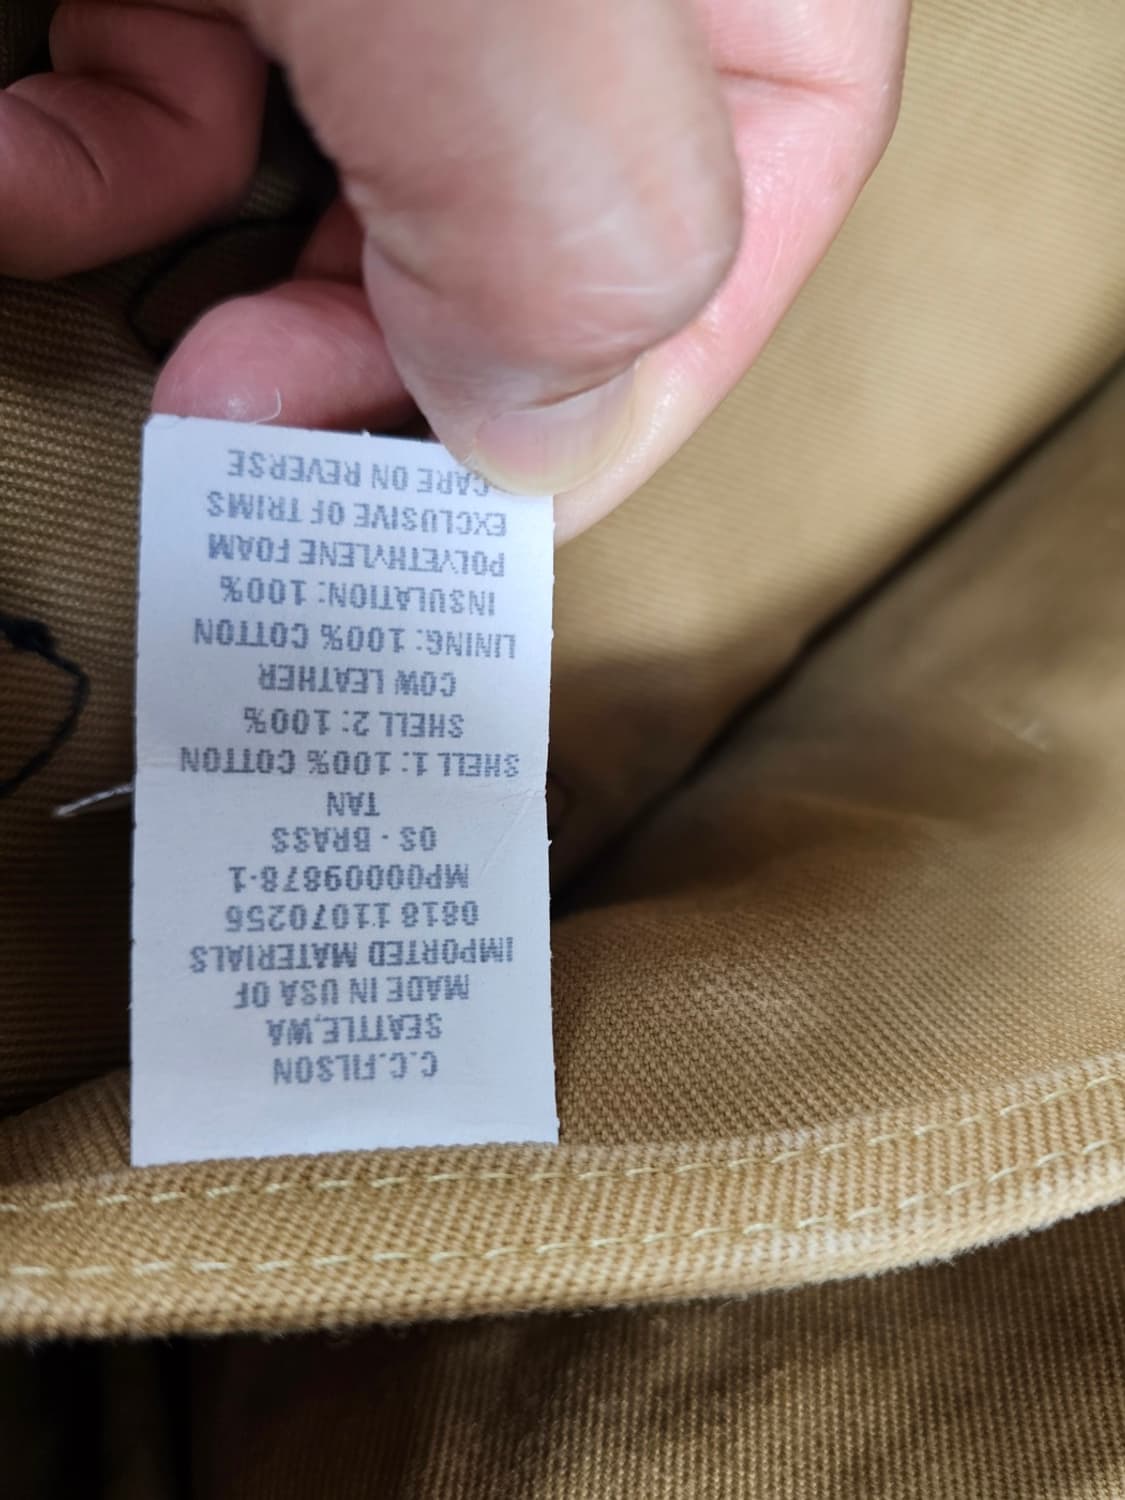 C.C.FILSON
SEATTLE,WA
MADE IN USA OF
IMPORTED MATERIALS
0818 11070256
MP00009878-1
OS - BRASS
TAN
SHELL 1: 100% COTTON
SHELL 2: 100%
COW LEATHER
LINING: 100% COTTON
INSULATION: 100%
POLYETHYLENE FOAM
EXCLUSIVE OF TRIMS
CARE ON REVERSE